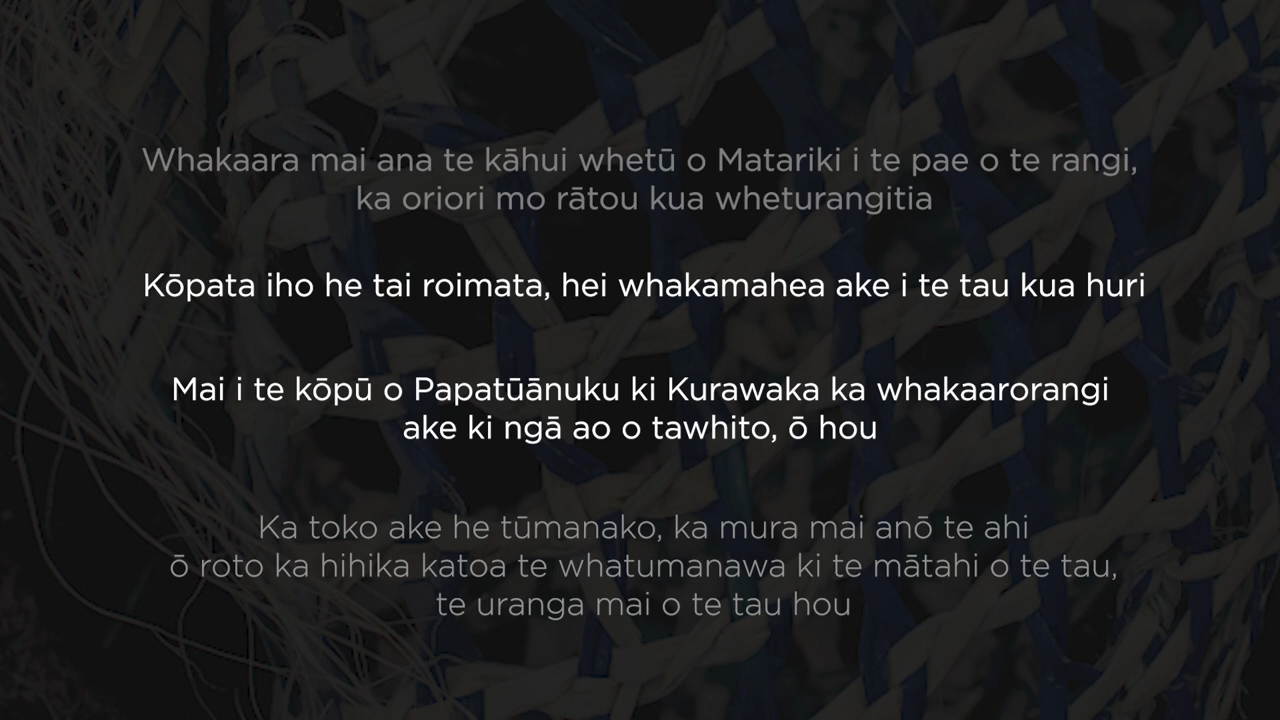 Whakaara mai ana te kāhui whetū o Matariki i te pae o te rangi,
ka oriori mo rātou kua wheturangitia
Kōpata iho he tai roimata, hei whakamahea ake i te tau kua huri
Mai i te kōpū o Papatūānuku ki Kurawaka ka whakaarorangi
ake ki ngā ao o tawhito, ō hou
Ka toko ake he tūmanako, ka mura mai anō te ahi
ō roto ka hihika katoa te whatumanawa ki te mātahi o te tau,
te uranga mai o te tau hou